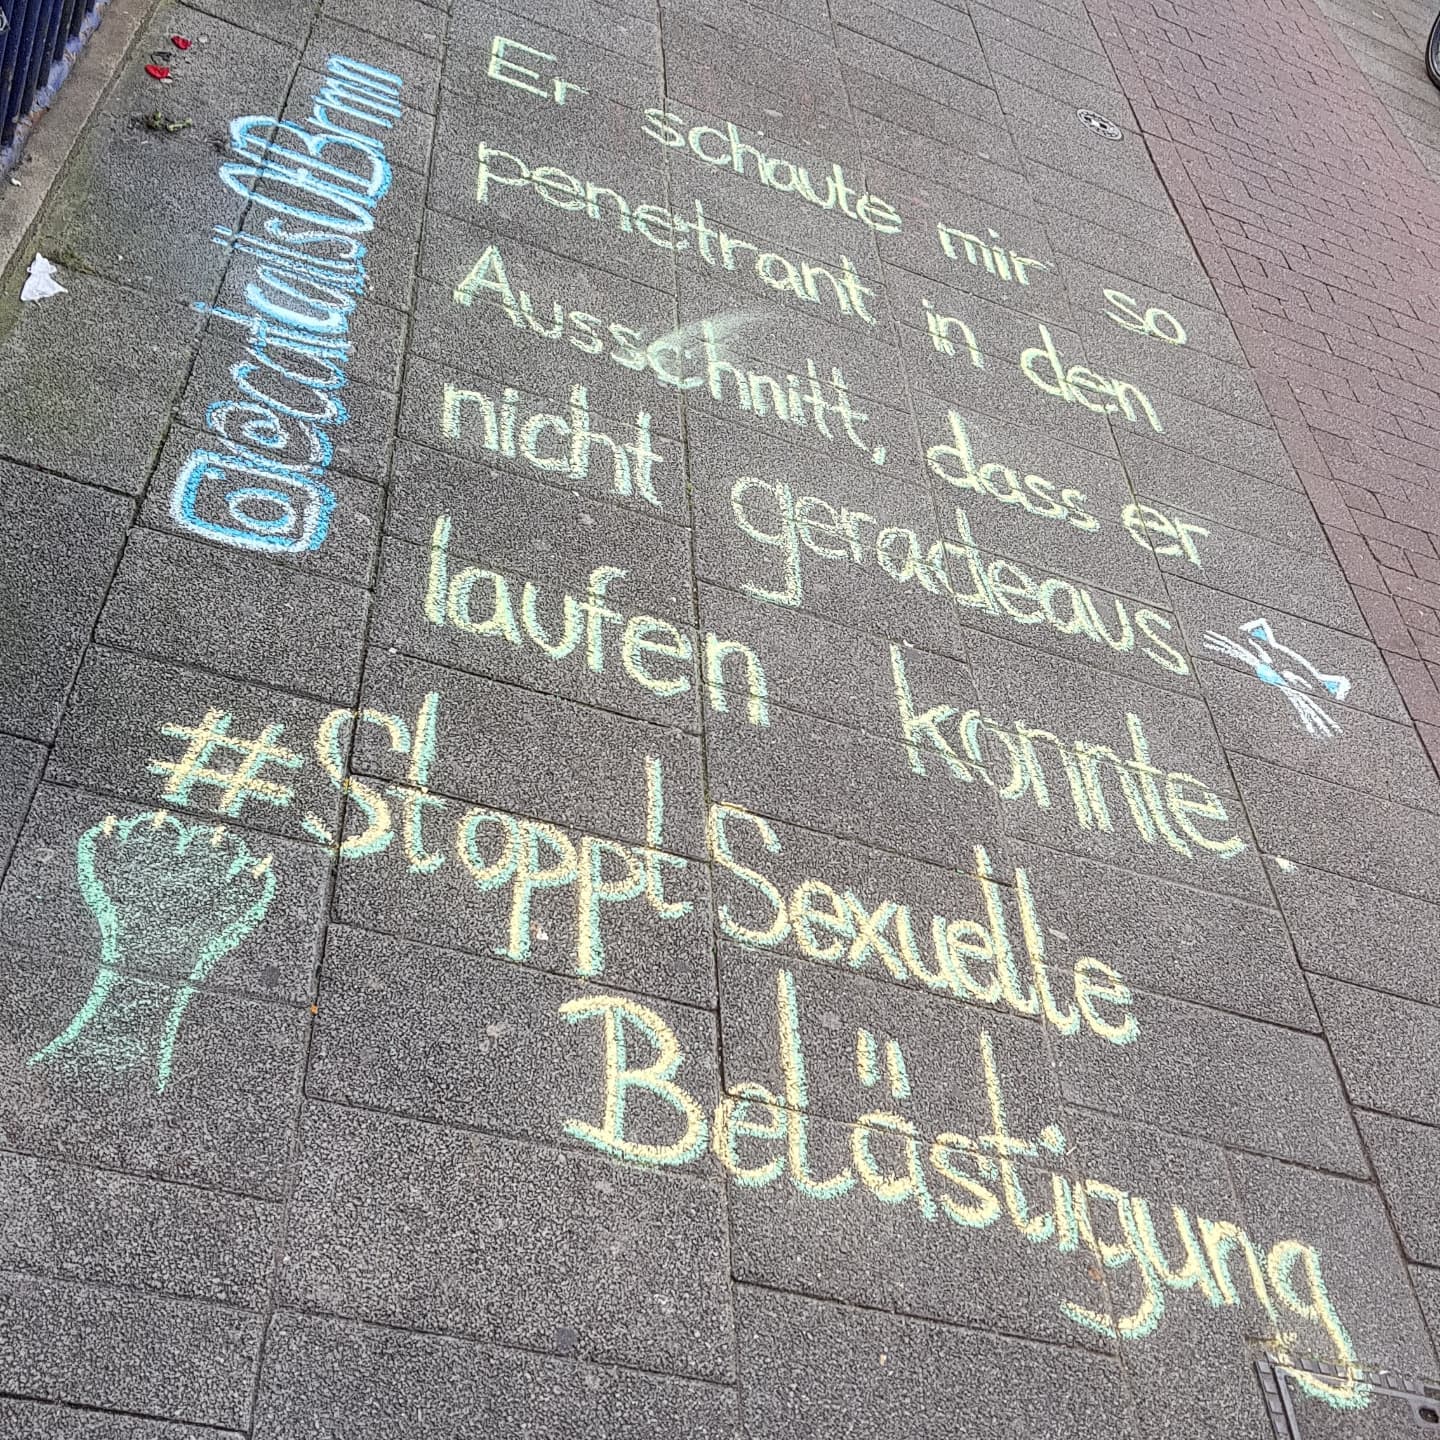 Er schaute mir so
penetrant in den
Ausschnitt, dass er
nicht geradeaus
laufen konnte.
#StopptSexuelle
Belästigung
@catcallsOfBrmn